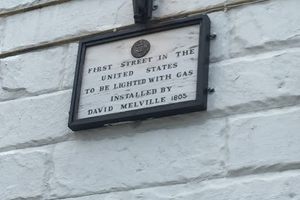 FIRST STREET IN THE
UNITED STATES
TO BE LIGHTED WITH GAS
INSTALLED BY
DAVID MELVILLE 1805